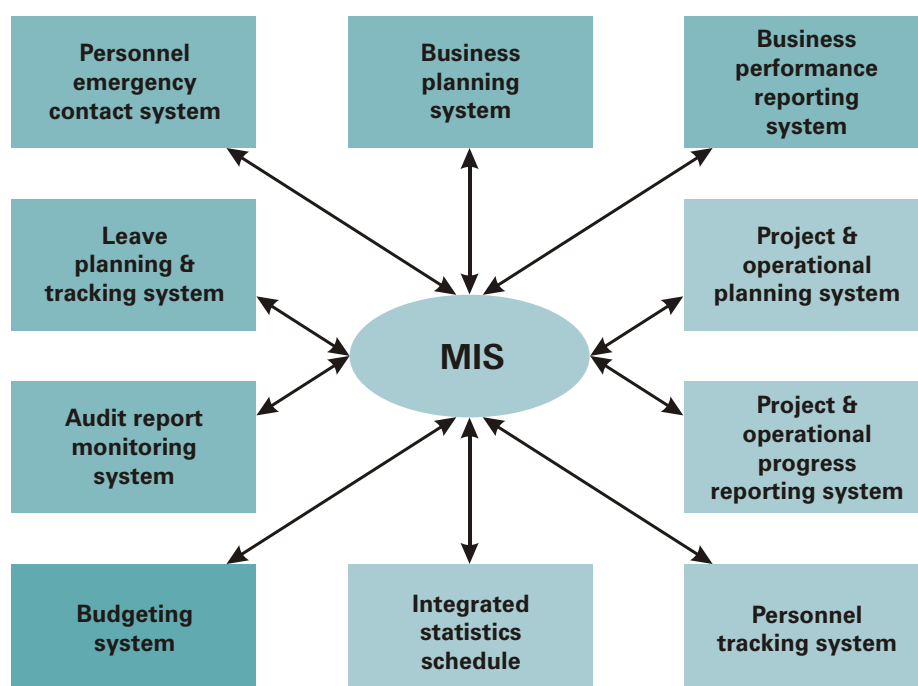 Personnel
emergency
contact system
Business
planning
system
Business
performance
reporting
system
Leave
planning &
tracking system
Project &
operational
planning system
MIS
Audit report
monitoring
system
Project &
operational
progress
reporting system
Budgeting
system
Integrated
statistics
schedule
Personnel
tracking system